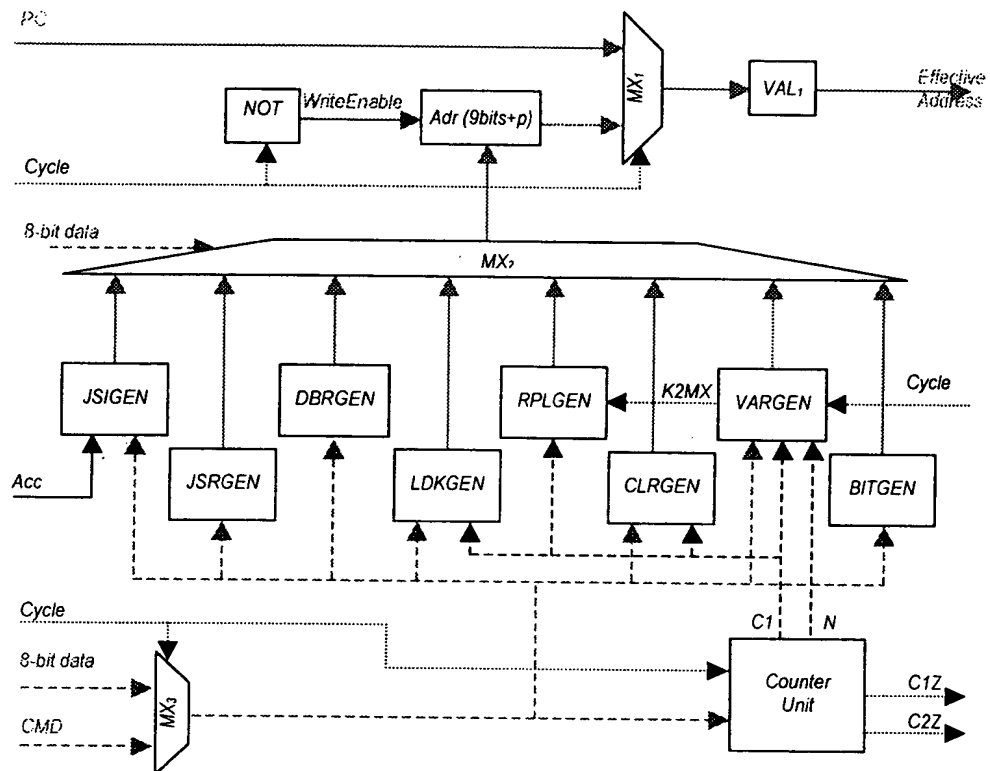 PC
MX₁
VAL₁
Effective
Address
NOT
WriteEnable
Adr (9bits+p)
Cycle
8-bit data
MX₂
JSIGEN
DBRGEN
RPLGEN
K2MX
VARGEN
Cycle
Acc
JSRGEN
LDKGEN
CLRGEN
BITGEN
Cycle
C1
N
8-bit data
MX₃
CMD
Counter
Unit
C1Z
C2Z